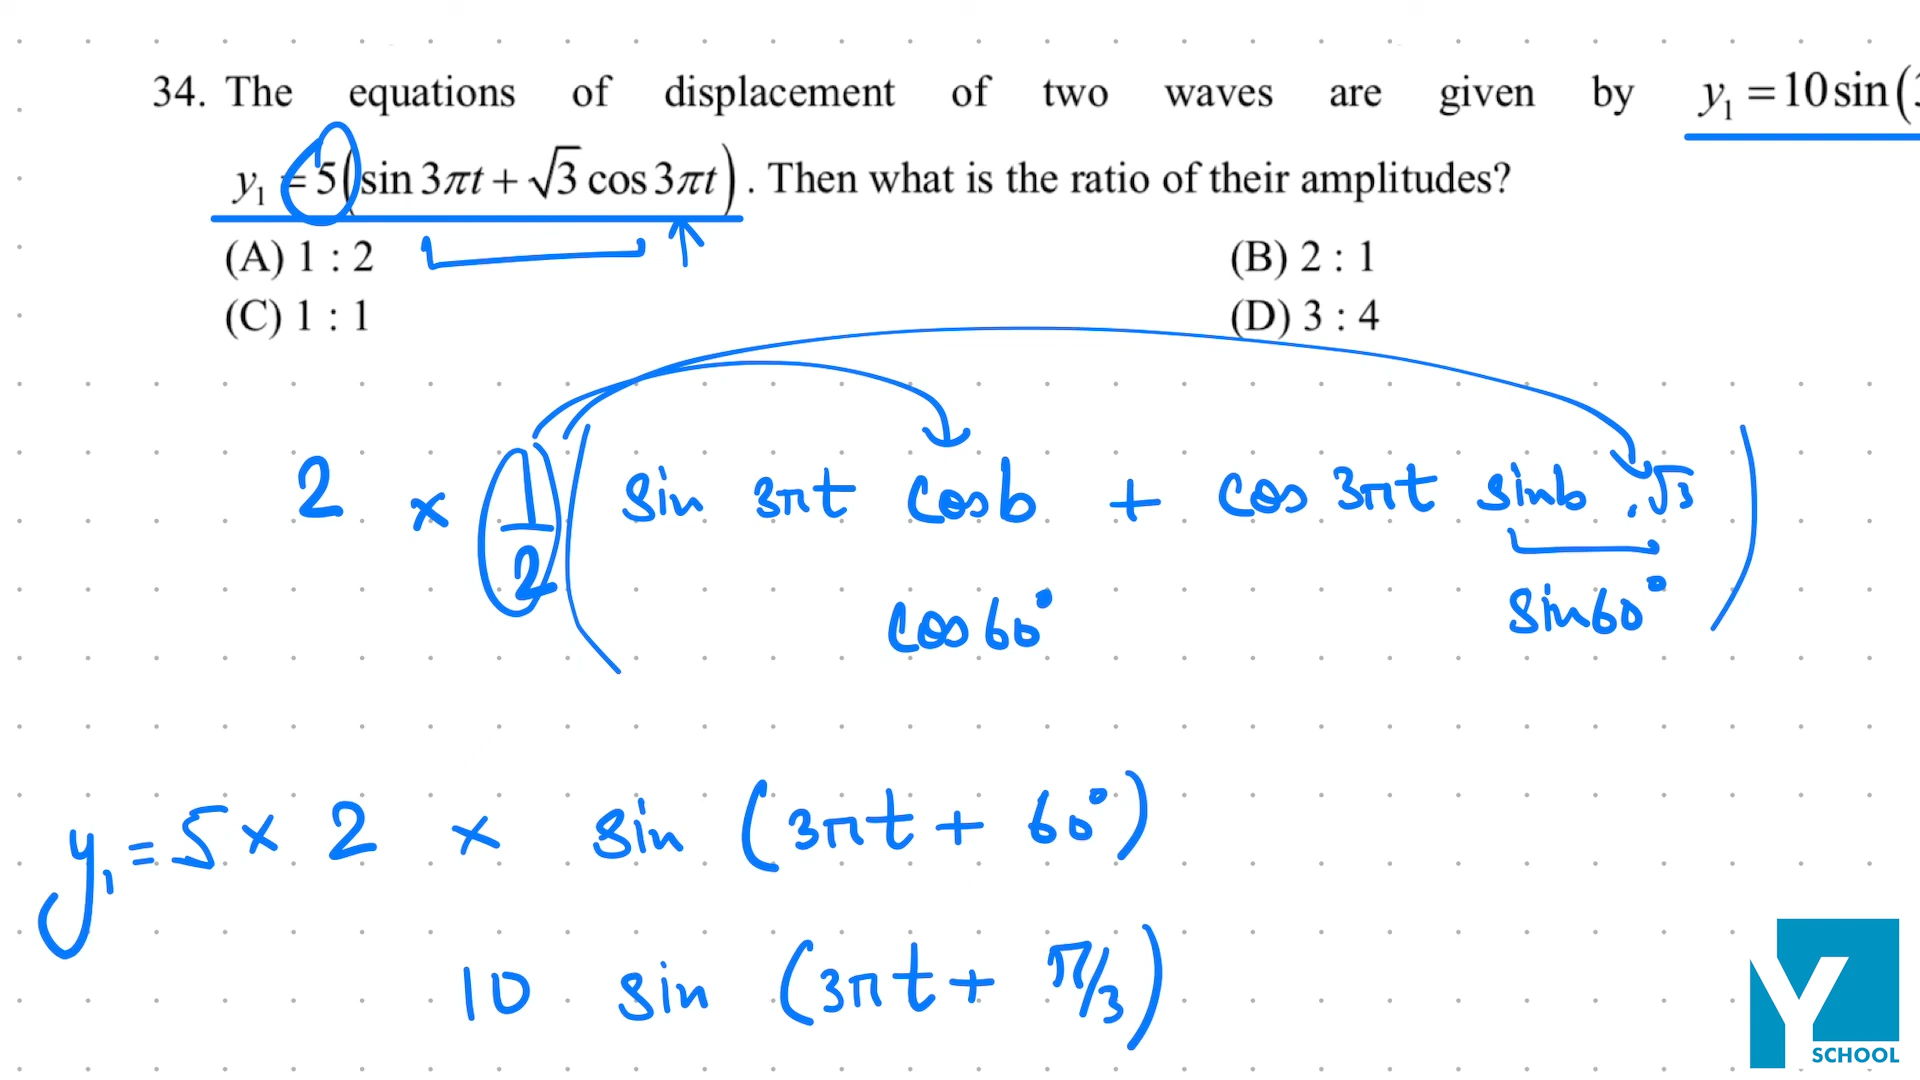 34. The equations of displacement of two waves are given by y₁ = 10 sin(3
y₁ = 5(sin 3πt + √3 cos 3πt). Then what is the ratio of their amplitudes?
(A) 1 : 2 (B) 2 : 1
(C) 1 : 1 (D) 3 : 4
2 × 1/2 ( sin 3πt cos b + cos 3πt sin b . √3 )
cos 60° sin 60°
y₁ = 5 × 2 × sin (3πt + 60°)
10 sin (3πt + π/3)
Y
SCHOOL